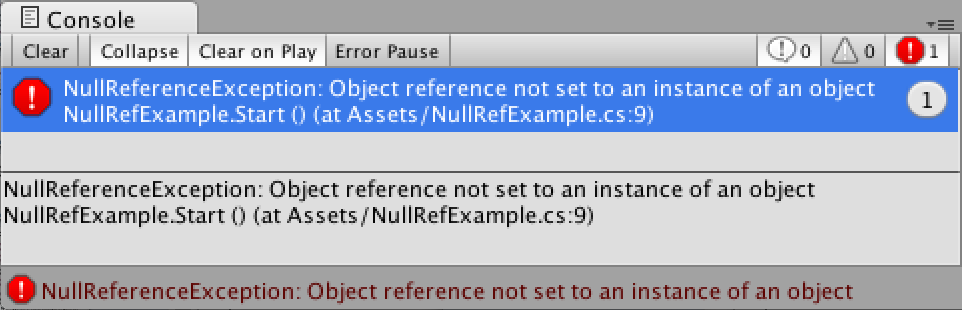 Console
Clear Collapse Clear on Play Error Pause 0 0 1
NullReferenceException: Object reference not set to an instance of an object
NullRefExample.Start () (at Assets/NullRefExample.cs:9)
1
NullReferenceException: Object reference not set to an instance of an object
NullRefExample.Start () (at Assets/NullRefExample.cs:9)
NullReferenceException: Object reference not set to an instance of an object